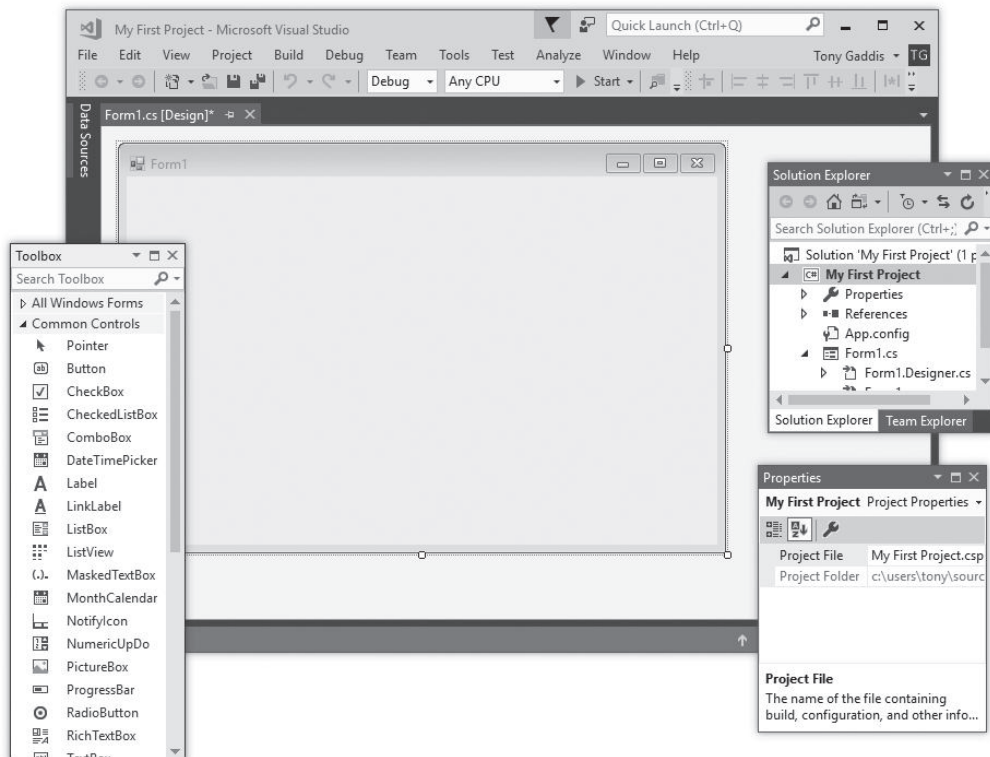 My First Project - Microsoft Visual Studio
Quick Launch (Ctrl+Q)
File Edit View Project Build Debug Team Tools Test Analyze Window Help
Tony Gaddis TG
Debug Any CPU Start
Data Sources
Form1.cs [Design]*
Form1
Toolbox
Search Toolbox
All Windows Forms
Common Controls
Pointer
Button
CheckBox
CheckedListBox
ComboBox
DateTimePicker
Label
LinkLabel
ListBox
ListView
MaskedTextBox
MonthCalendar
NotifyIcon
NumericUpDo
PictureBox
ProgressBar
RadioButton
RichTextBox
Solution Explorer
Search Solution Explorer (Ctrl+;)
Solution 'My First Project' (1 p
C# My First Project
Properties
References
App.config
Form1.cs
Form1.Designer.cs
Solution Explorer Team Explorer
Properties
My First Project Project Properties
Project File My First Project.csp
Project Folder c:\users\tony\sourc
Project File
The name of the file containing
build, configuration, and other info...